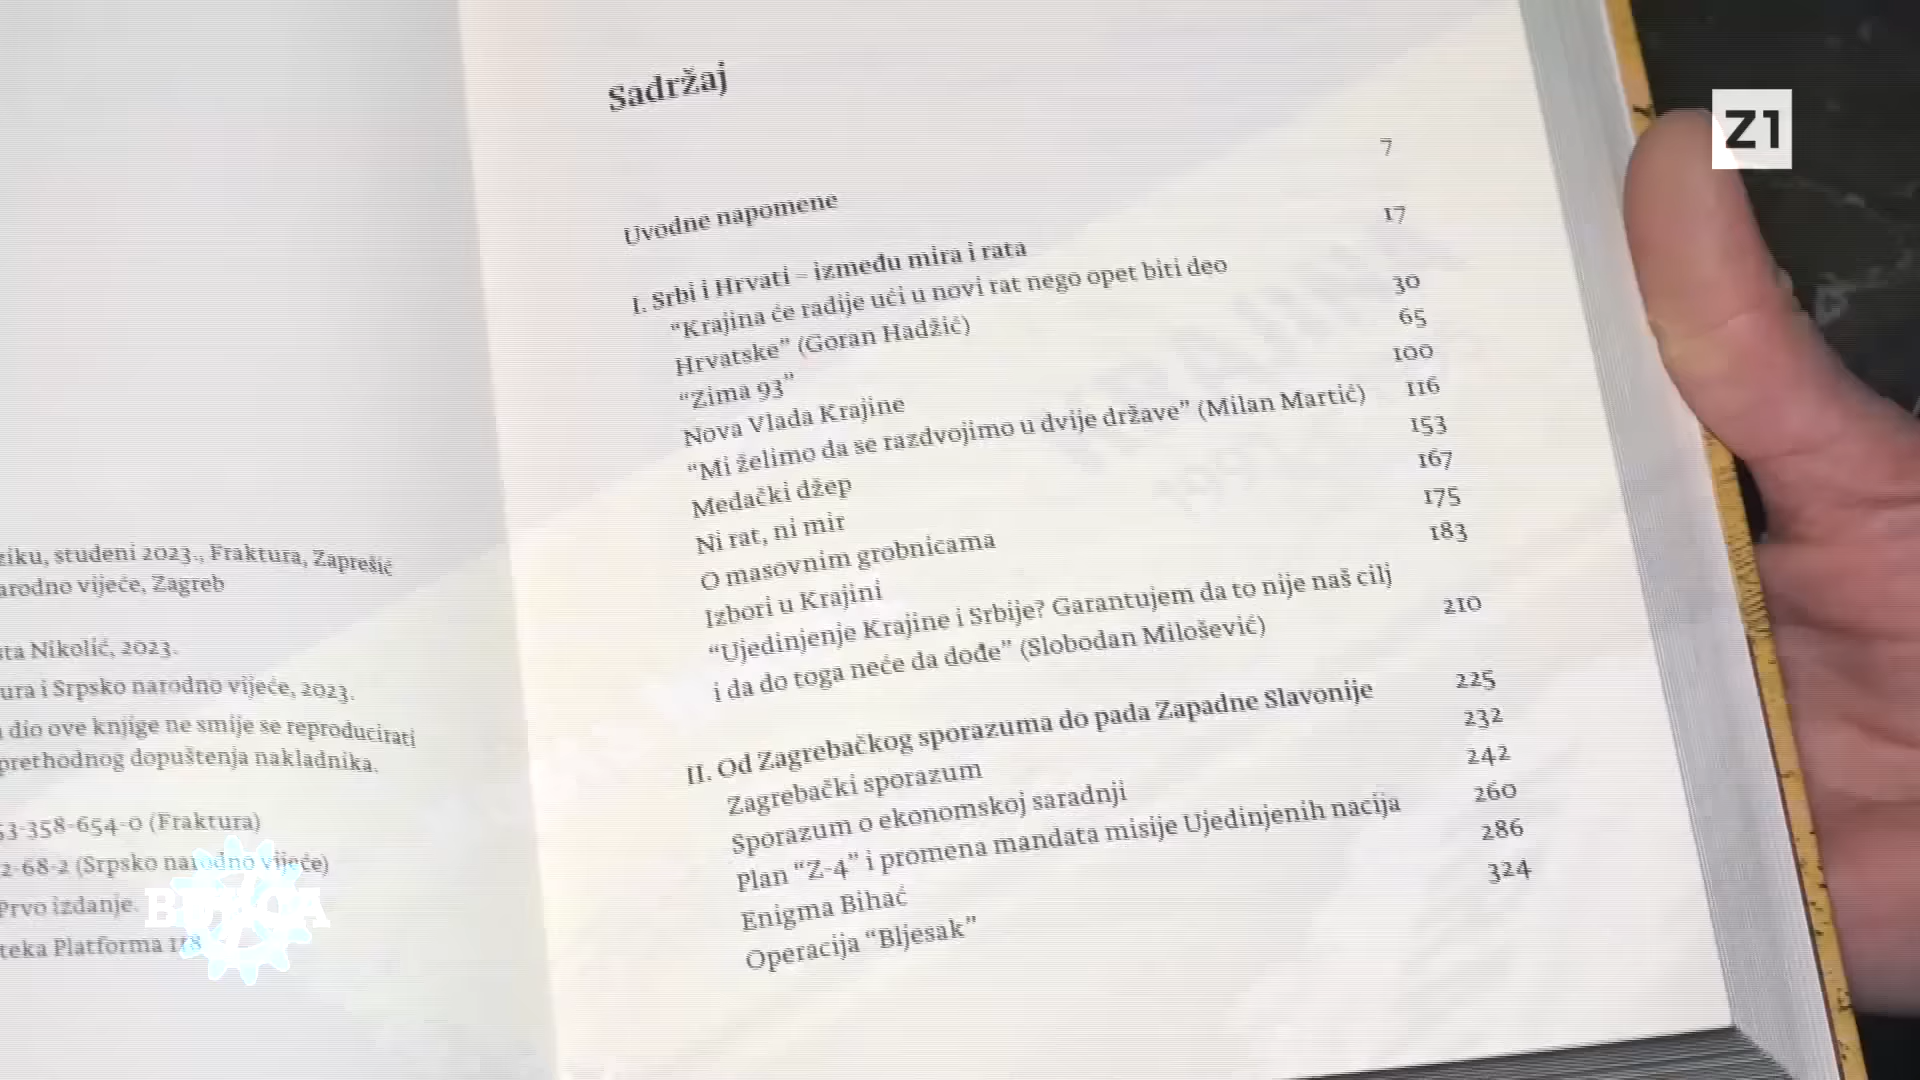 Sadržaj
Uvodne napomene 7
I. Srbi i Hrvati – između mira i rata 17
“Krajina će radije ući u novi rat nego opet biti deo
Hrvatske” (Goran Hadžić) 30
“Zima 93” 65
Nova Vlada Krajine 100
“Mi želimo da se razdvojimo u dvije države” (Milan Martić) 116
Medački džep 153
Ni rat, ni mir 167
O masovnim grobnicama 175
Izbori u Krajini 183
“Ujedinjenje Krajine i Srbije? Garantujem da to nije naš cilj
i da do toga neće da dođe” (Slobodan Milošević) 210
II. Od Zagrebačkog sporazuma do pada Zapadne Slavonije 225
Zagrebački sporazum 232
Sporazum o ekonomskoj saradnji 242
Plan “Z-4” i promena mandata misije Ujedinjenih nacija 260
Enigma Bihać 286
Operacija “Bljesak” 324
ziku, studeni 2023., Fraktura, Zaprešić
arodno vijeće, Zagreb
sta Nikolić, 2023.
tura i Srpsko narodno vijeće, 2023.
dio ove knjige ne smije se reproducirati
prethodnog dopuštenja nakladnika.
53-358-654-0 (Fraktura)
2-68-2 (Srpsko narodno vijeće)
Prvo izdanje.
teka Platforma 118
Z1